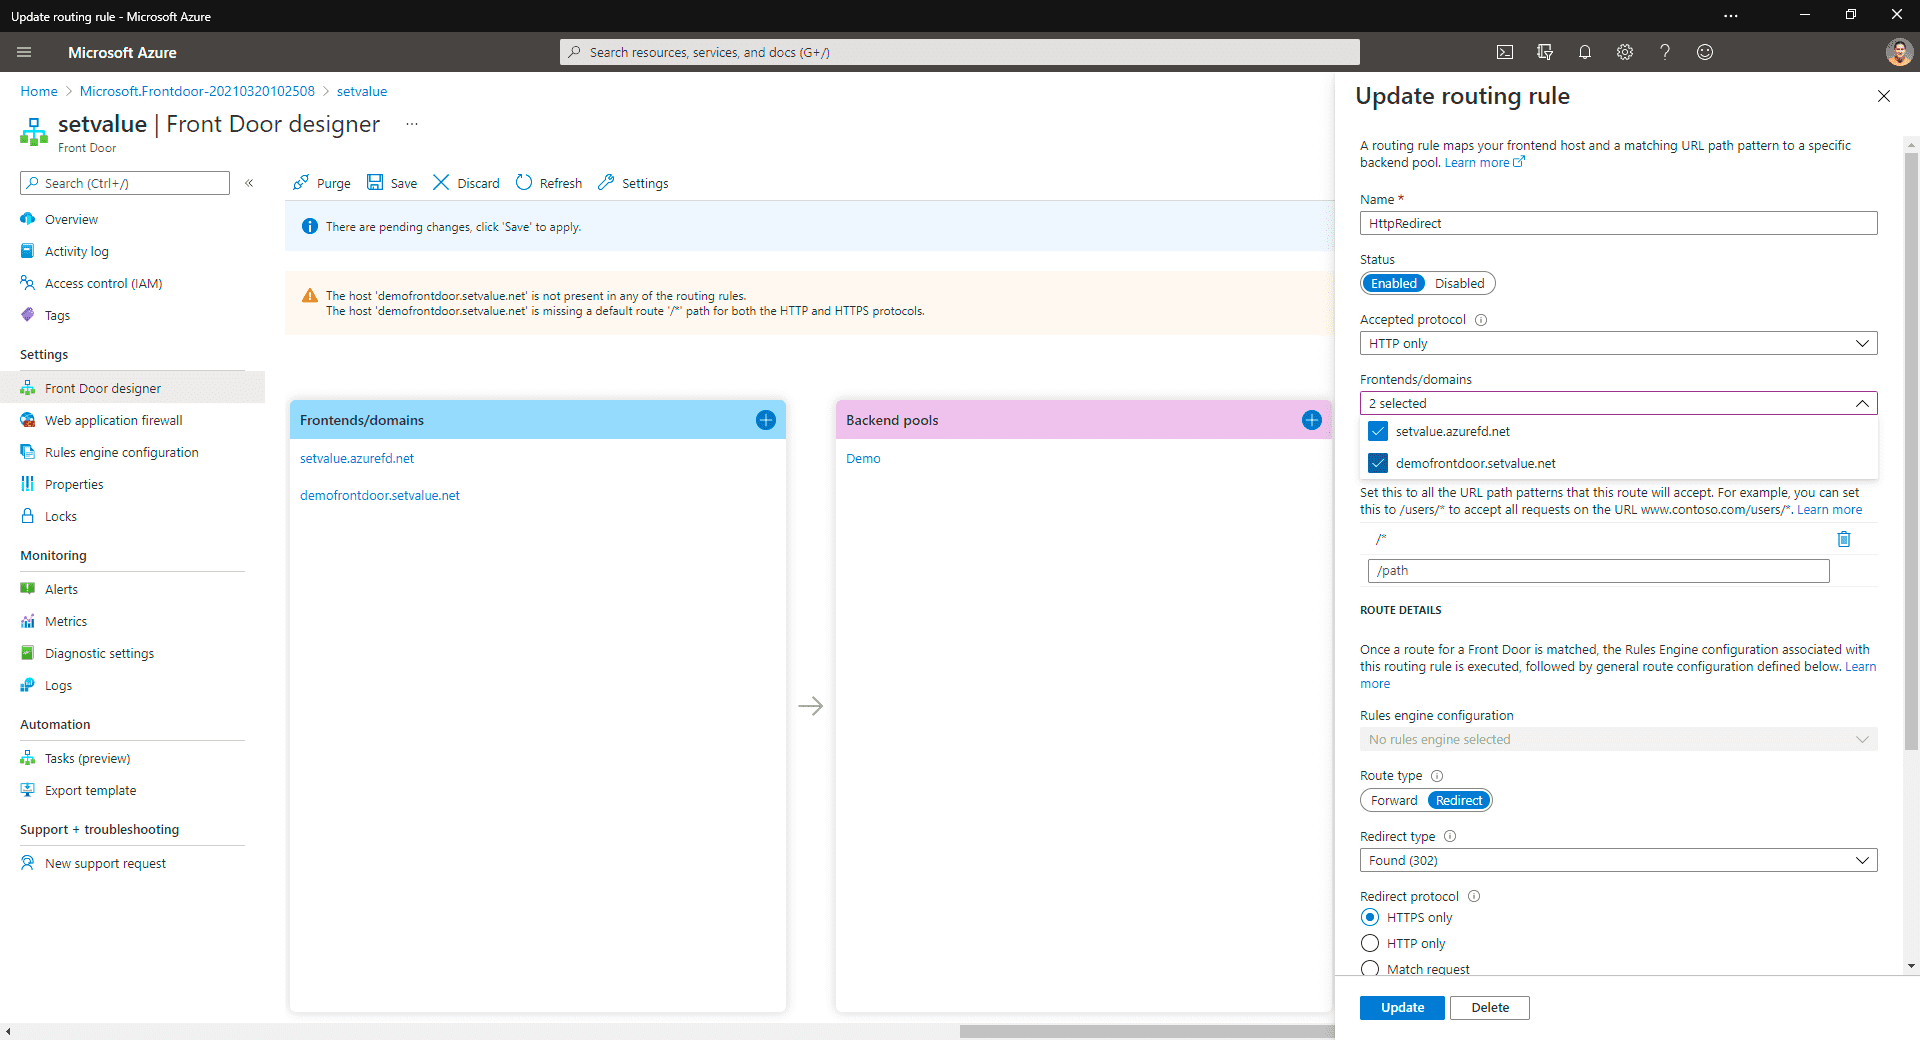 Update routing rule - Microsoft Azure
Microsoft Azure
Search resources, services, and docs (G+/)
Home > Microsoft.Frontdoor-20210320102508 > setvalue
setvalue | Front Door designer ...
Front Door
Search (Ctrl+/)
«
Overview
Activity log
Access control (IAM)
Tags
Settings
Front Door designer
Web application firewall
Rules engine configuration
Properties
Locks
Monitoring
Alerts
Metrics
Diagnostic settings
Logs
Automation
Tasks (preview)
Export template
Support + troubleshooting
New support request
Purge
Save
Discard
Refresh
Settings
There are pending changes, click 'Save' to apply.
The host 'demofrontdoor.setvalue.net' is not present in any of the routing rules.
The host 'demofrontdoor.setvalue.net' is missing a default route '/*' path for both the HTTP and HTTPS protocols.
Frontends/domains
setvalue.azurefd.net
demofrontdoor.setvalue.net
Backend pools
Demo
Update routing rule
A routing rule maps your frontend host and a matching URL path pattern to a specific
backend pool. Learn more
Name *
HttpRedirect
Status
Enabled Disabled
Accepted protocol
HTTP only
Frontends/domains
2 selected
setvalue.azurefd.net
demofrontdoor.setvalue.net
Set this to all the URL path patterns that this route will accept. For example, you can set
this to /users/* to accept all requests on the URL www.contoso.com/users/*. Learn more
/*
/path
ROUTE DETAILS
Once a route for a Front Door is matched, the Rules Engine configuration associated with
this routing rule is executed, followed by general route configuration defined below. Learn
more
Rules engine configuration
No rules engine selected
Route type
Forward Redirect
Redirect type
Found (302)
Redirect protocol
HTTPS only
HTTP only
Match request
Update Delete